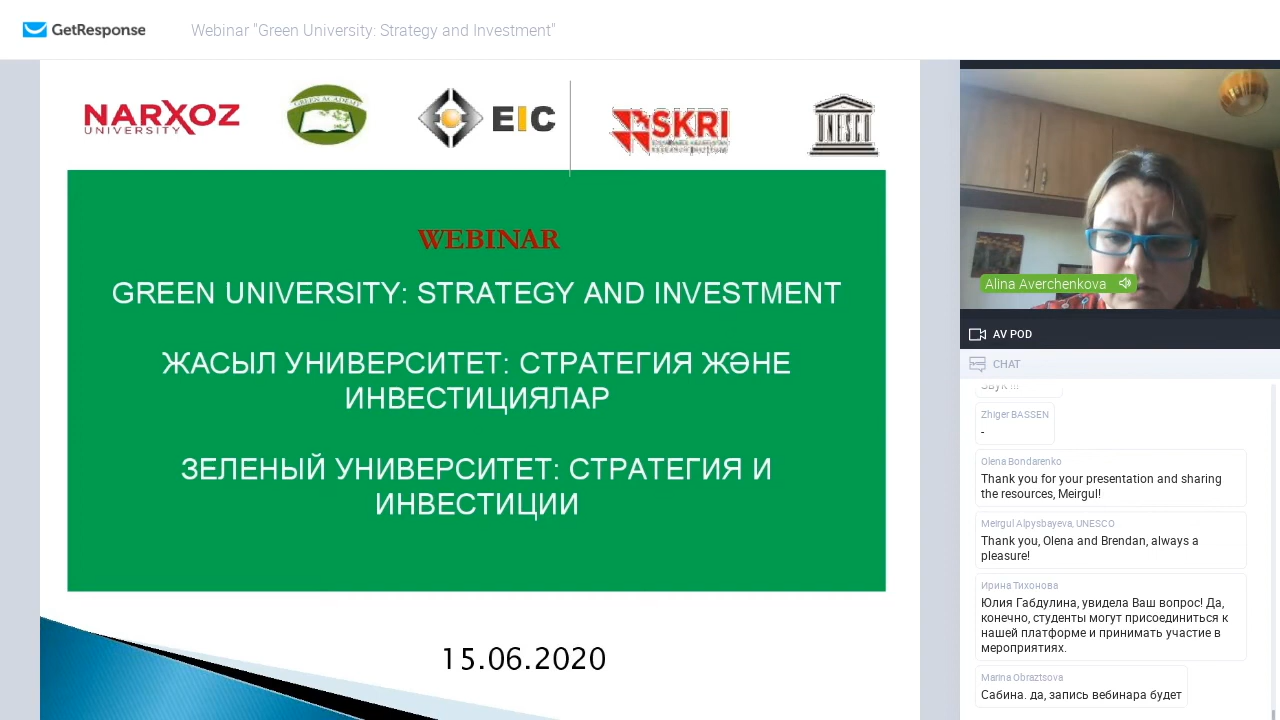 GetResponse
Webinar "Green University: Strategy and Investment"
NARXOZ
UNIVERSITY
GREEN ACADEMY
EIC
SKRI
UNESCO
WEBINAR
GREEN UNIVERSITY: STRATEGY AND INVESTMENT
ЖАСЫЛ УНИВЕРСИТЕТ: СТРАТЕГИЯ ЖӘНЕ
ИНВЕСТИЦИЯЛАР
ЗЕЛЕНЫЙ УНИВЕРСИТЕТ: СТРАТЕГИЯ И
ИНВЕСТИЦИИ
15.06.2020
Alina Averchenkova
AV POD
CHAT
Звук !!!
Zhiger BASSEN
-
Olena Bondarenko
Thank you for your presentation and sharing
the resources, Meirgul!
Meirgul Alpysbayeva, UNESCO
Thank you, Olena and Brendan, always a
pleasure!
Ирина Тихонова
Юлия Габдулина, увидела Ваш вопрос! Да,
конечно, студенты могут присоединиться к
нашей платформе и принимать участие в
мероприятиях.
Marina Obraztsova
Сабина. да, запись вебинара будет